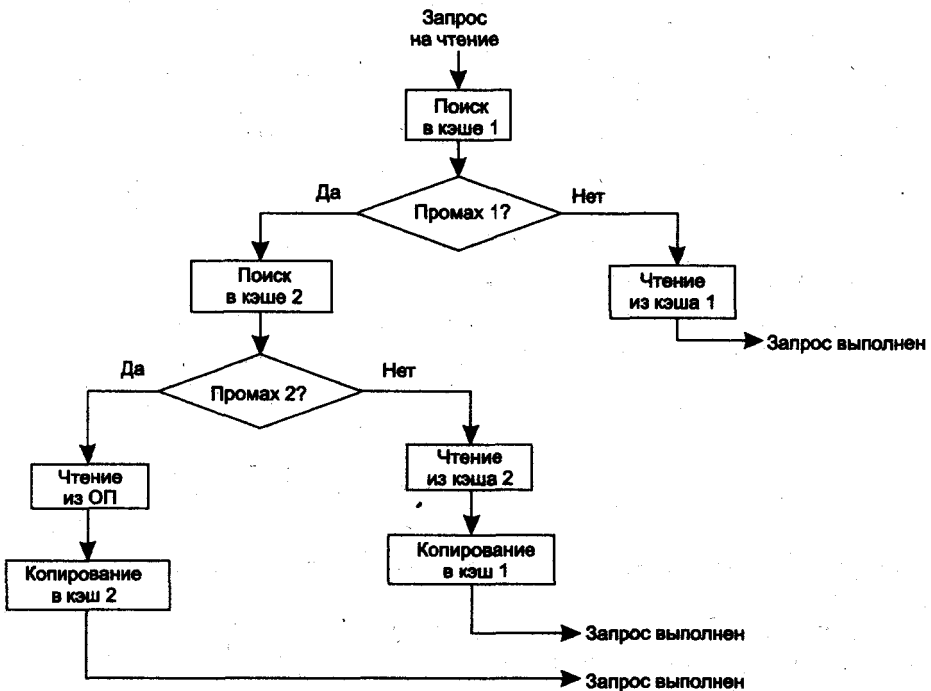 Запрос
на чтение
Поиск
в кэше 1
Да
Промах 1?
Нет
Поиск
в кэше 2
Чтение
из кэша 1
Запрос выполнен
Да
Промах 2?
Нет
Чтение
из ОП
Чтение
из кэша 2
Копирование
в кэш 2
Копирование
в кэш 1
Запрос выполнен
Запрос выполнен